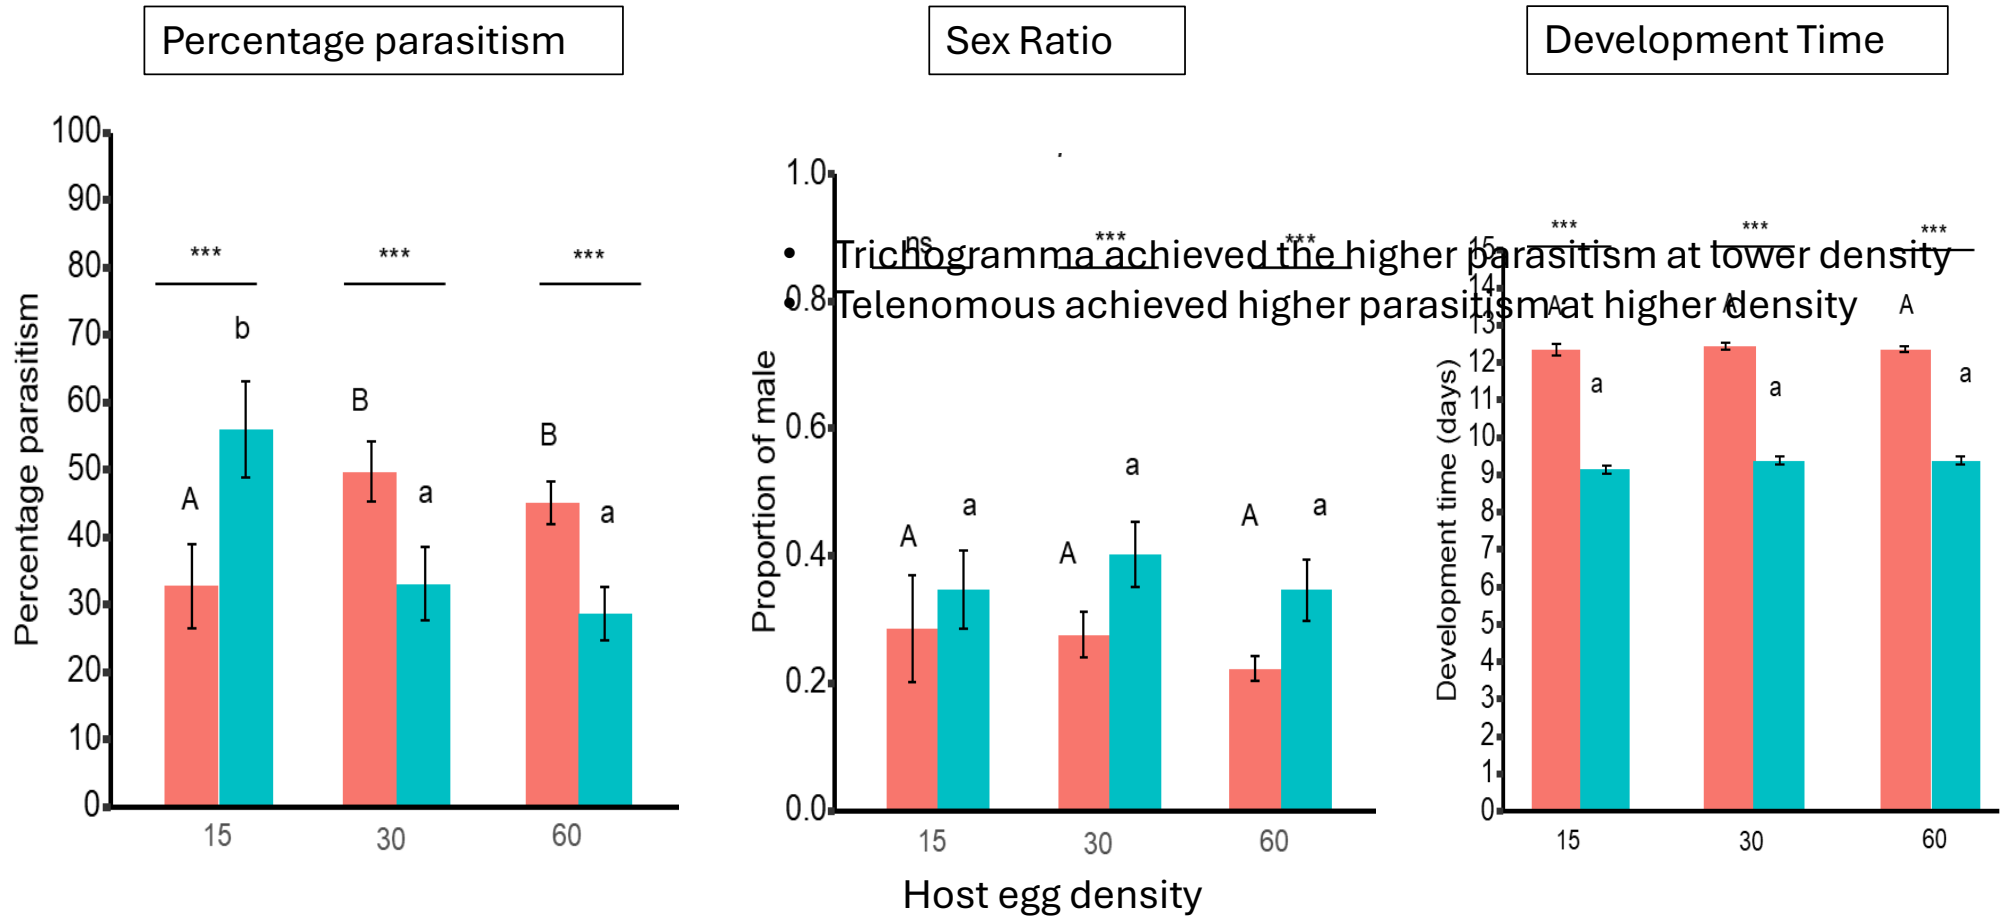 Percentage parasitism
Sex Ratio
Development Time
100
90
80
70
60
50
40
30
20
10
0
Percentage parasitism
*** *** ***
A b B a B a
15 30 60
1.0
0.8
0.6
0.4
0.2
0.0
Proportion of male
ns *** ***
A a A a A a
15 30 60
Host egg density
• Trichogramma achieved the higher parasitism at lower density
• Telenomous achieved higher parasitism at higher density
15
14
13
12
11
10
9
8
7
6
5
4
3
2
1
0
Development time (days)
*** *** ***
A a A a A a
15 30 60